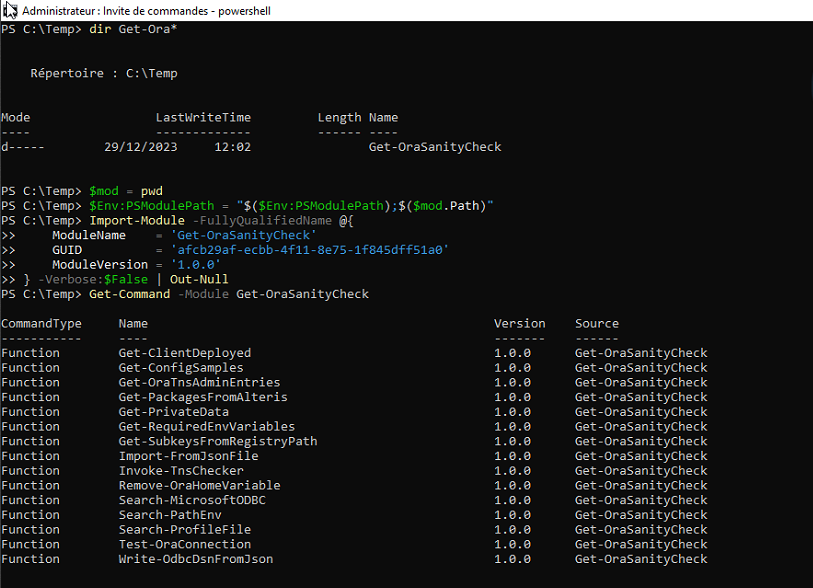 Administrateur : Invite de commandes - powershell
PS C:\Temp> dir Get-Ora*
Répertoire : C:\Temp
Mode                 LastWriteTime         Length Name
----                 -------------         ------ ----
d-----        29/12/2023     12:02                Get-OraSanityCheck
PS C:\Temp> $mod = pwd
PS C:\Temp> $Env:PSModulePath = "$($Env:PSModulePath);$($mod.Path)"
PS C:\Temp> Import-Module -FullyQualifiedName @{
>>     ModuleName    = 'Get-OraSanityCheck'
>>     GUID          = 'afcb29af-ecbb-4f11-8e75-1f845dff51a0'
>>     ModuleVersion = '1.0.0'
>> } -Verbose:$False | Out-Null
PS C:\Temp> Get-Command -Module Get-OraSanityCheck
CommandType     Name                                               Version    Source
-----------     ----                                               -------    ------
Function        Get-ClientDeployed                                 1.0.0      Get-OraSanityCheck
Function        Get-ConfigSamples                                  1.0.0      Get-OraSanityCheck
Function        Get-OraTnsAdminEntries                             1.0.0      Get-OraSanityCheck
Function        Get-PackagesFromAlteris                            1.0.0      Get-OraSanityCheck
Function        Get-PrivateData                                    1.0.0      Get-OraSanityCheck
Function        Get-RequiredEnvVariables                           1.0.0      Get-OraSanityCheck
Function        Get-SubkeysFromRegistryPath                        1.0.0      Get-OraSanityCheck
Function        Import-FromJsonFile                                1.0.0      Get-OraSanityCheck
Function        Invoke-TnsChecker                                  1.0.0      Get-OraSanityCheck
Function        Remove-OraHomeVariable                             1.0.0      Get-OraSanityCheck
Function        Search-MicrosoftODBC                               1.0.0      Get-OraSanityCheck
Function        Search-PathEnv                                     1.0.0      Get-OraSanityCheck
Function        Search-ProfileFile                                 1.0.0      Get-OraSanityCheck
Function        Test-OraConnection                                 1.0.0      Get-OraSanityCheck
Function        Write-OdbcDsnFromJson                              1.0.0      Get-OraSanityCheck